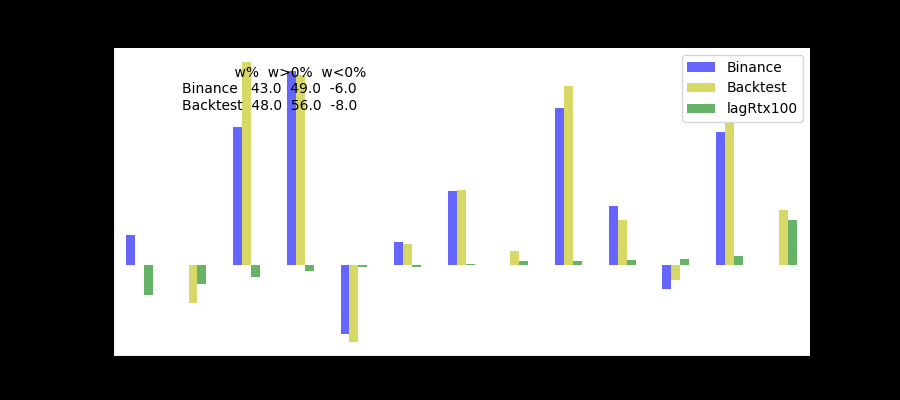 w% w>0% w<0%
Binance 43.0 49.0 -6.0
Backtest 48.0 56.0 -8.0
Binance
Backtest
lagRtx100